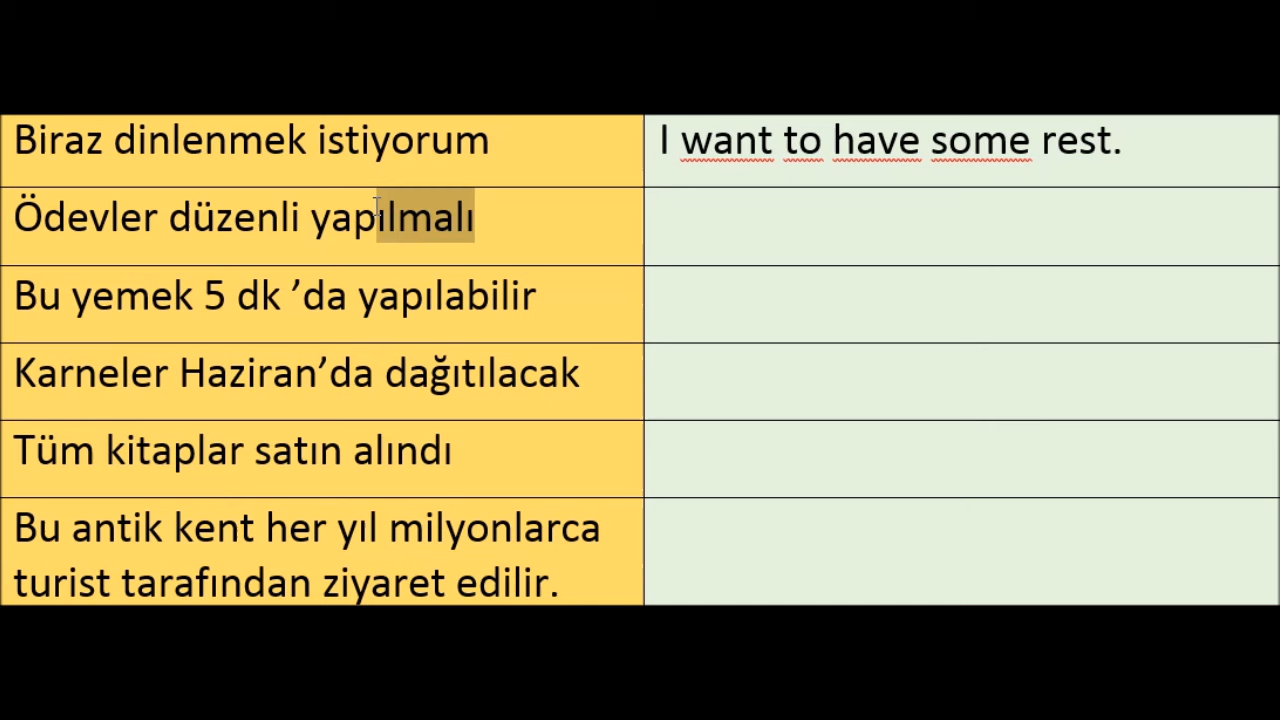 Biraz dinlenmek istiyorum
I want to have some rest.
Ödevler düzenli yapılmalı
Bu yemek 5 dk ’da yapılabilir
Karneler Haziran’da dağıtılacak
Tüm kitaplar satın alındı
Bu antik kent her yıl milyonlarca
turist tarafından ziyaret edilir.